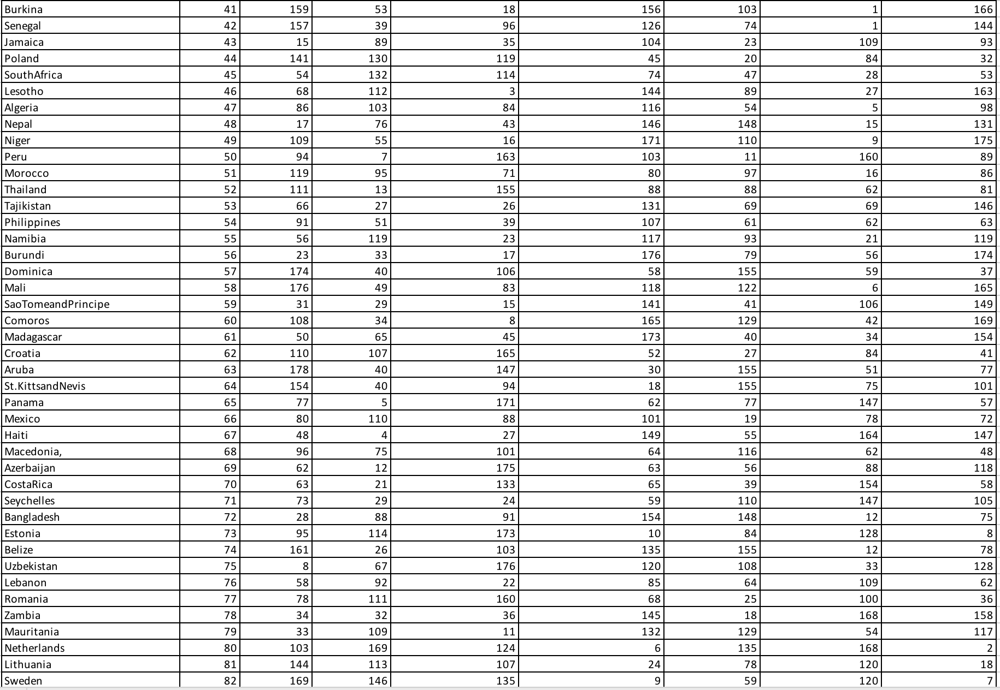 Burkina 41 159 53 18 156 103 1 166
Senegal 42 157 39 96 126 74 1 144
Jamaica 43 15 89 35 104 23 109 93
Poland 44 141 130 119 45 20 84 32
SouthAfrica 45 54 132 114 74 47 28 53
Lesotho 46 68 112 3 144 89 27 163
Algeria 47 86 103 84 116 54 5 98
Nepal 48 17 76 43 146 148 15 131
Niger 49 109 55 16 171 110 9 175
Peru 50 94 7 163 103 11 160 89
Morocco 51 119 95 71 80 97 16 86
Thailand 52 111 13 155 88 88 62 81
Tajikistan 53 66 27 26 131 69 69 146
Philippines 54 91 51 39 107 61 62 63
Namibia 55 56 119 23 117 93 21 119
Burundi 56 23 33 17 176 79 56 174
Dominica 57 174 40 106 58 155 59 37
Mali 58 176 49 83 118 122 6 165
SaoTomeandPrincipe 59 31 29 15 141 41 106 149
Comoros 60 108 34 8 165 129 42 169
Madagascar 61 50 65 45 173 40 34 154
Croatia 62 110 107 165 52 27 84 41
Aruba 63 178 40 147 30 155 51 77
St.KittsandNevis 64 154 40 94 18 155 75 101
Panama 65 77 5 171 62 77 147 57
Mexico 66 80 110 88 101 19 78 72
Haiti 67 48 4 27 149 55 164 147
Macedonia, 68 96 75 101 64 116 62 48
Azerbaijan 69 62 12 175 63 56 88 118
CostaRica 70 63 21 133 65 39 154 58
Seychelles 71 73 29 24 59 110 147 105
Bangladesh 72 28 88 91 154 148 12 75
Estonia 73 95 114 173 10 84 128 8
Belize 74 161 26 103 135 155 12 78
Uzbekistan 75 8 67 176 120 108 33 128
Lebanon 76 58 92 22 85 64 109 62
Romania 77 78 111 160 68 25 100 36
Zambia 78 34 32 36 145 18 168 158
Mauritania 79 33 109 11 132 129 54 117
Netherlands 80 103 169 124 6 135 168 2
Lithuania 81 144 113 107 24 78 120 18
Sweden 82 169 146 135 9 59 120 7